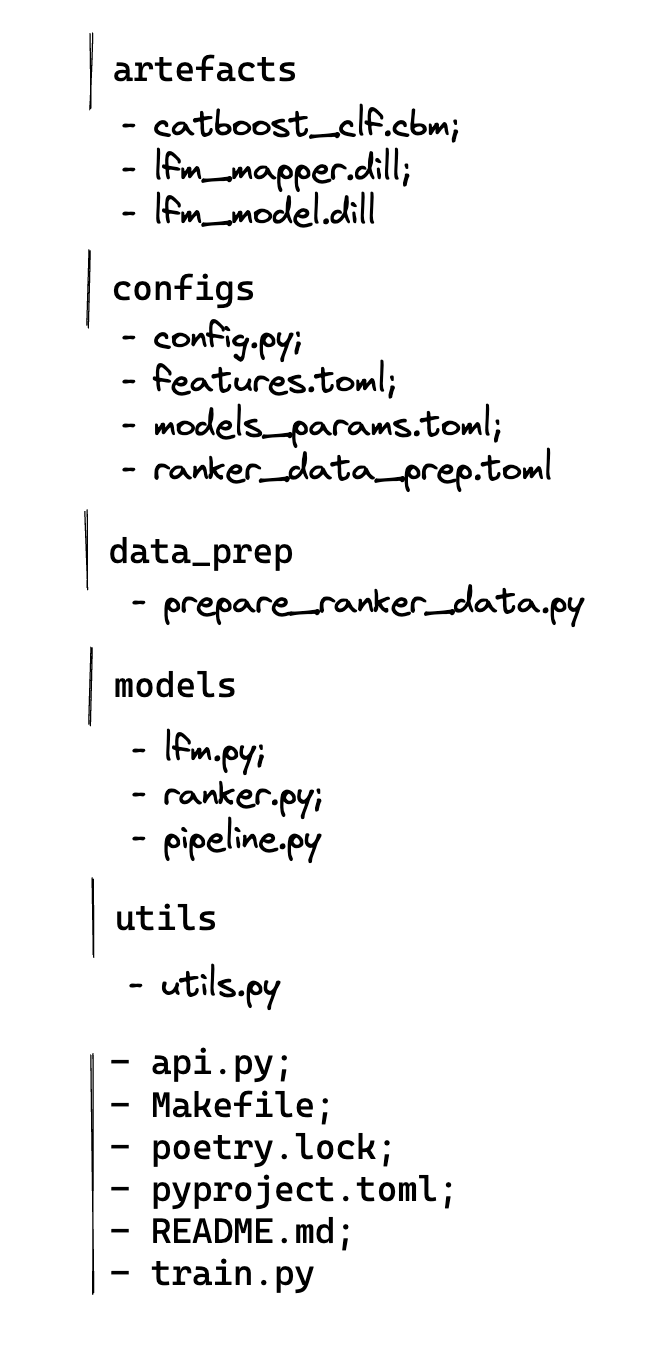 artefacts
- catboost_clf.cbm;
- lfm_mapper.dill;
- lfm_model.dill
configs
- config.py;
- features.toml;
- models_params.toml;
- ranker_data_prep.toml
data_prep
- prepare_ranker_data.py
models
- lfm.py;
- ranker.py;
- pipeline.py
utils
- utils.py
- api.py;
- Makefile;
- poetry.lock;
- pyproject.toml;
- README.md;
- train.py